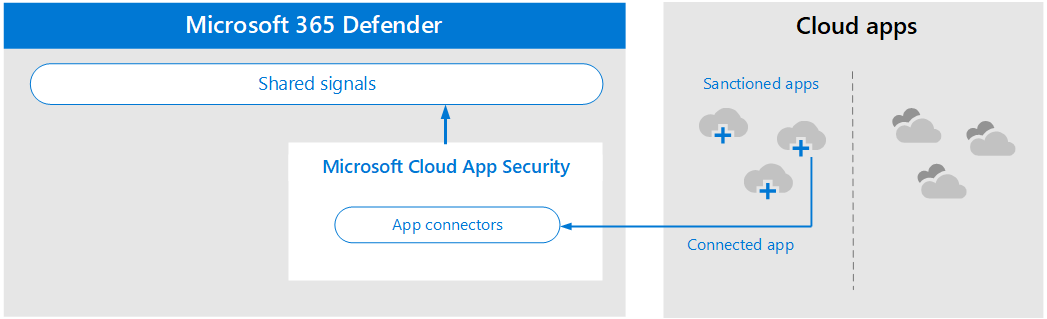 Microsoft 365 Defender
Shared signals
Microsoft Cloud App Security
App connectors
Cloud apps
Sanctioned apps
Connected app